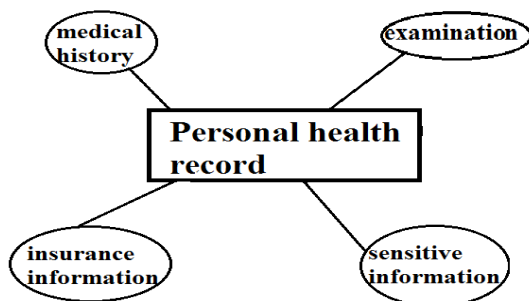 medical
history
examination
Personal health
record
insurance
information
sensitive
information